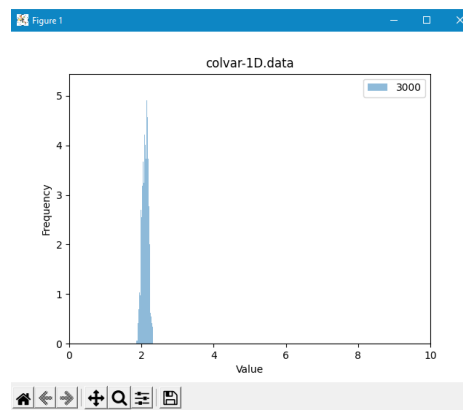 Figure 1
colvar-1D.data
3000
5
4
3
2
1
0
Frequency
0 2 4 6 8 10
Value